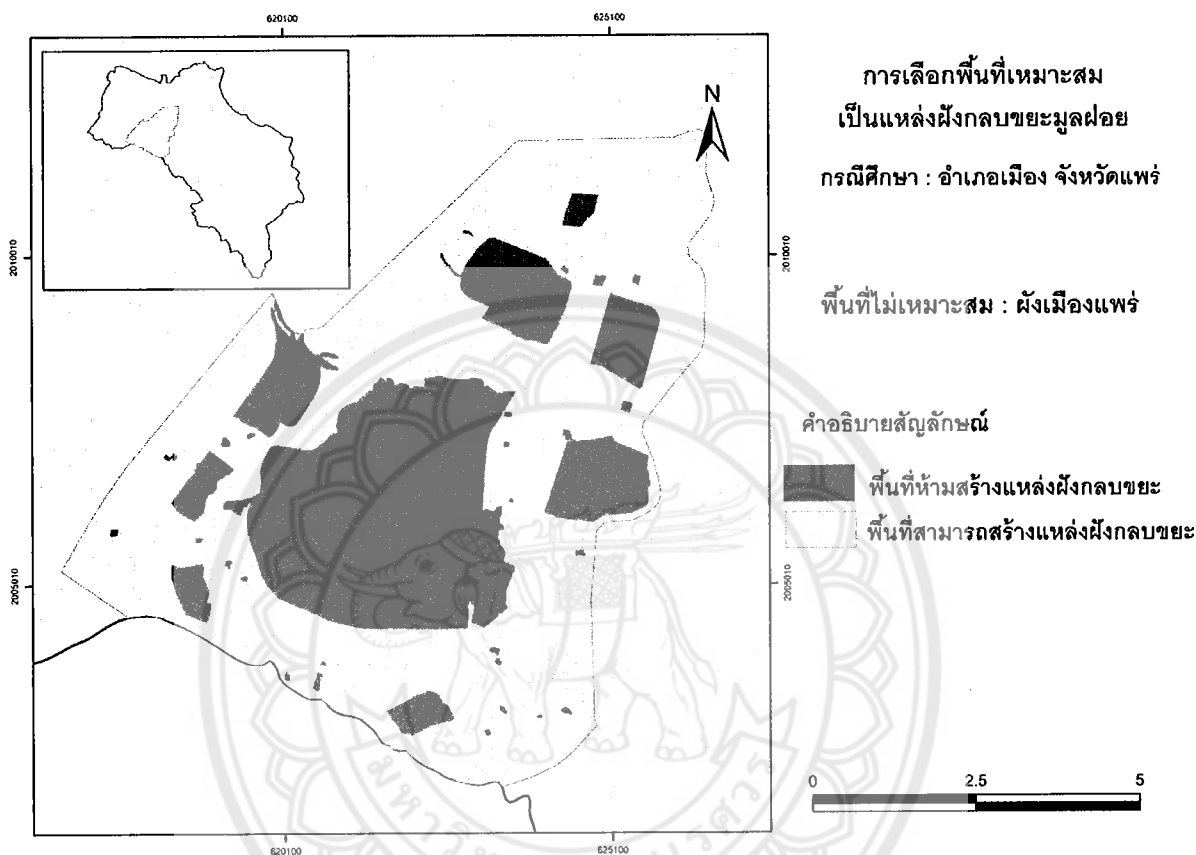 620100
625100
การเลือกพื้นที่เหมาะสม
เป็นแหล่งฝังกลบขยะมูลฝอย
N
กรณีศึกษา : อำเภอเมือง จังหวัดแพร่
2010010
2010010
พื้นที่ไม่เหมาะสม : ผังเมืองแพร่
คำอธิบายสัญลักษณ์
พื้นที่ห้ามสร้างแหล่งฝังกลบขยะ
พื้นที่สามารถสร้างแหล่งฝังกลบขยะ
2005010
2005010
0 2.5 5
620100
625100